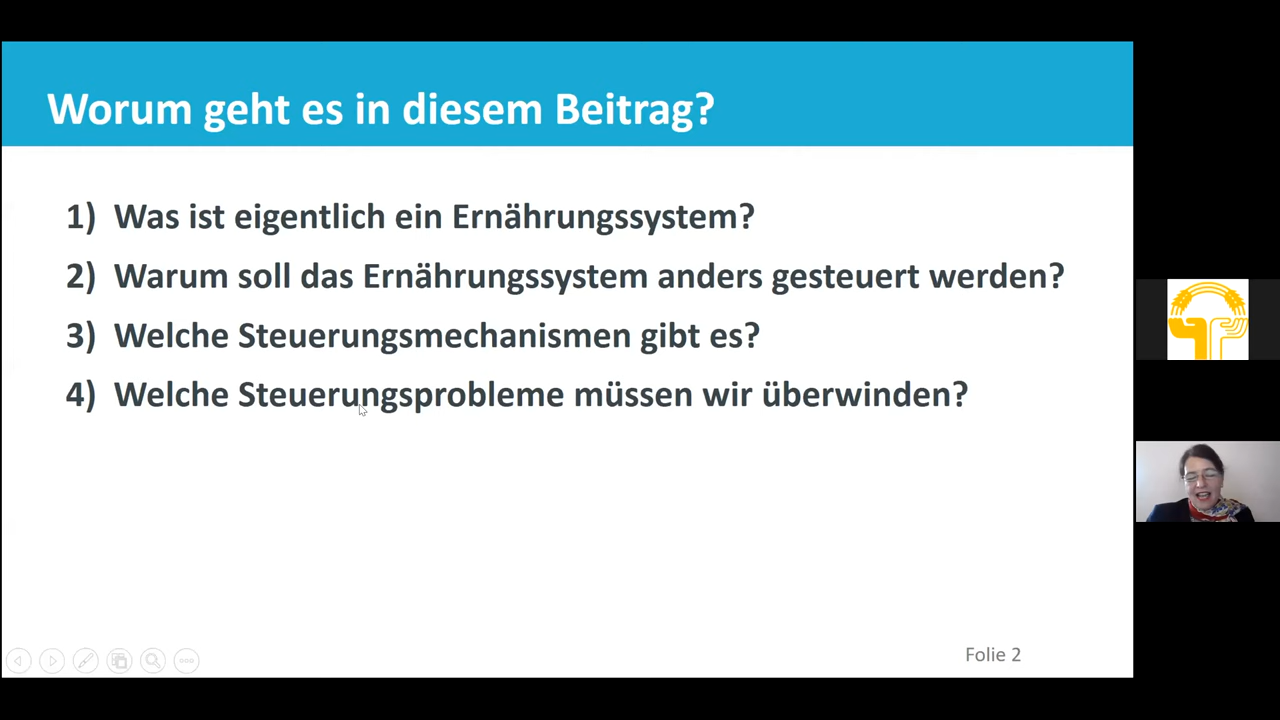 Worum geht es in diesem Beitrag?
1) Was ist eigentlich ein Ernährungssystem?
2) Warum soll das Ernährungssystem anders gesteuert werden?
3) Welche Steuerungsmechanismen gibt es?
4) Welche Steuerungsprobleme müssen wir überwinden?
Folie 2